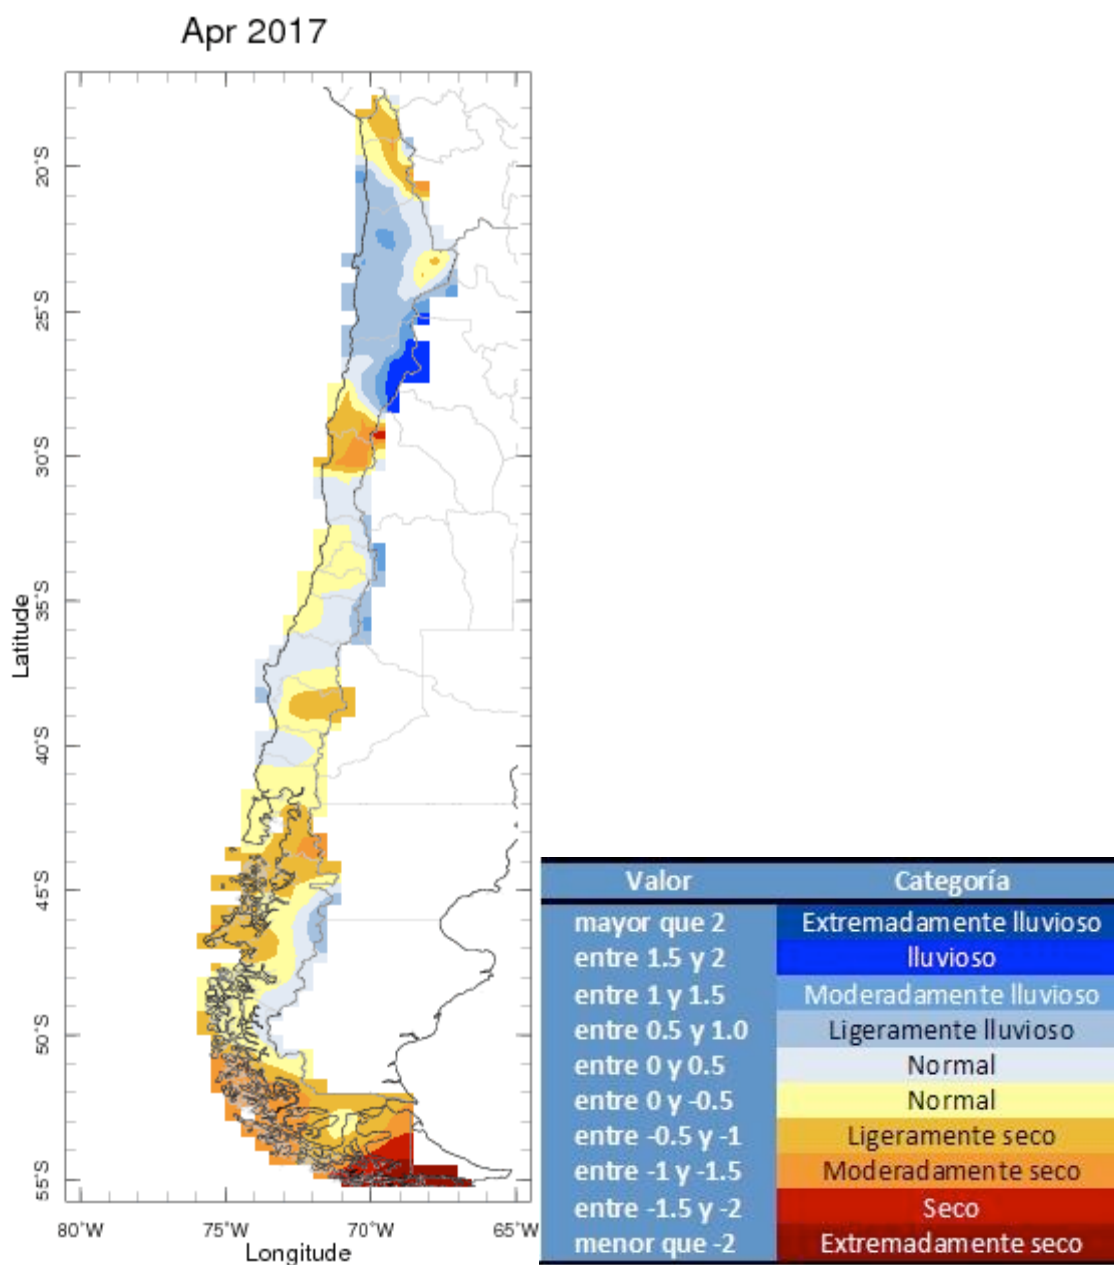 Apr 2017
20°S
25°S
30°S
35°S
40°S
45°S
50°S
55°S
Latitude
80°W 75°W 70°W 65°W
Longitude
Valor Categoría
mayor que 2 Extremadamente lluvioso
entre 1.5 y 2 lluvioso
entre 1 y 1.5 Moderadamente lluvioso
entre 0.5 y 1.0 Ligeramente lluvioso
entre 0 y 0.5 Normal
entre 0 y -0.5 Normal
entre -0.5 y -1 Ligeramente seco
entre -1 y -1.5 Moderadamente seco
entre -1.5 y -2 Seco
menor que -2 Extremadamente seco